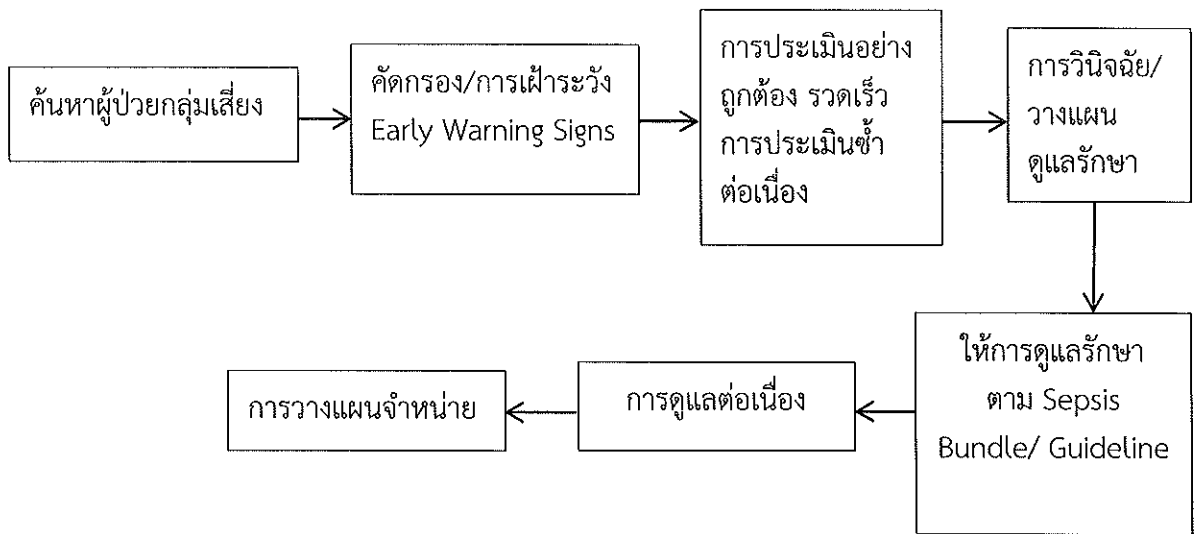 ค้นหาผู้ป่วยกลุ่มเสี่ยง
คัดกรอง/การเฝ้าระวัง
Early Warning Signs
การประเมินอย่าง
ถูกต้อง รวดเร็ว
การประเมินซ้ำ
ต่อเนื่อง
การวินิจฉัย/
วางแผน
ดูแลรักษา
ให้การดูแลรักษา
ตาม Sepsis
Bundle/ Guideline
การดูแลต่อเนื่อง
การวางแผนจำหน่าย